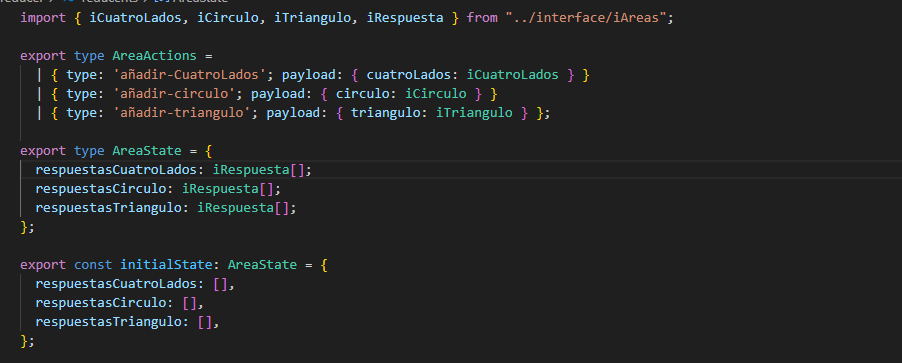 import { iCuatroLados, iCirculo, iTriangulo, iRespuesta } from "../interface/iAreas";
export type AreaActions =
| { type: 'añadir-CuatroLados'; payload: { cuatroLados: iCuatroLados } }
| { type: 'añadir-circulo'; payload: { circulo: iCirculo } }
| { type: 'añadir-triangulo'; payload: { triangulo: iTriangulo } };
export type AreaState = {
respuestasCuatroLados: iRespuesta[];
respuestasCirculo: iRespuesta[];
respuestasTriangulo: iRespuesta[];
};
export const initialState: AreaState = {
respuestasCuatroLados: [],
respuestasCirculo: [],
respuestasTriangulo: [],
};